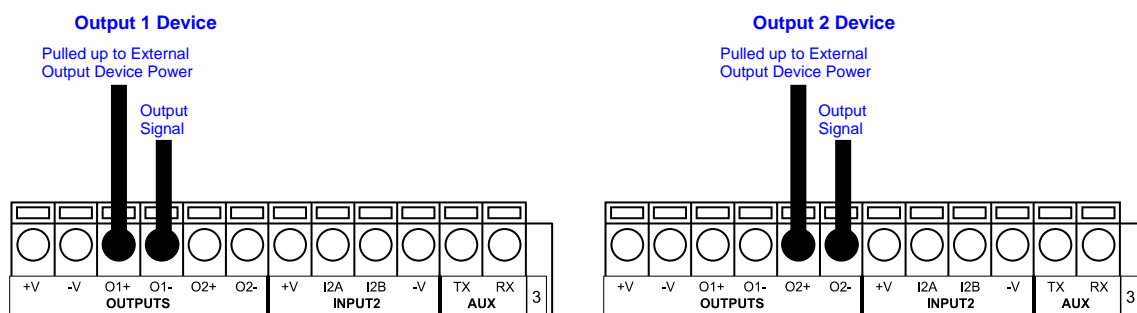 Output 1 Device
Pulled up to External
Output Device Power
Output
Signal
+V -V O1+ O1- O2+ O2- +V I2A I2B -V TX RX
OUTPUTS INPUT2 AUX
3
Output 2 Device
Pulled up to External
Output Device Power
Output
Signal
+V -V O1+ O1- O2+ O2- +V I2A I2B -V TX RX
OUTPUTS INPUT2 AUX
3